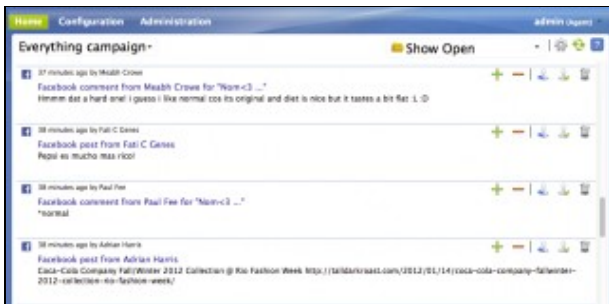 Home Configuration Administration admin (Agent)
Everything campaign Show Open
37 minutes ago by Meabh Crowe
Facebook comment from Meabh Crowe for "Nom<3 ..."
Hmmm dat a hard one! i guess i like normal cos its original and diet is nice but it tastes a bit flat :L :D
38 minutes ago by Fati C Genes
Facebook post from Fati C Genes
Pepsi es mucho mas rico!
38 minutes ago by Paul Fee
Facebook comment from Paul Fee for "Nom<3 ..."
*normal
38 minutes ago by Adrian Harris
Facebook post from Adrian Harris
Coca-Cola Company Fall/Winter 2012 Collection @ Rio Fashion Week http://talldarkroast.com/2012/01/14/coca-cola-company-fallwinter-
2012-collection-rio-fashion-week/